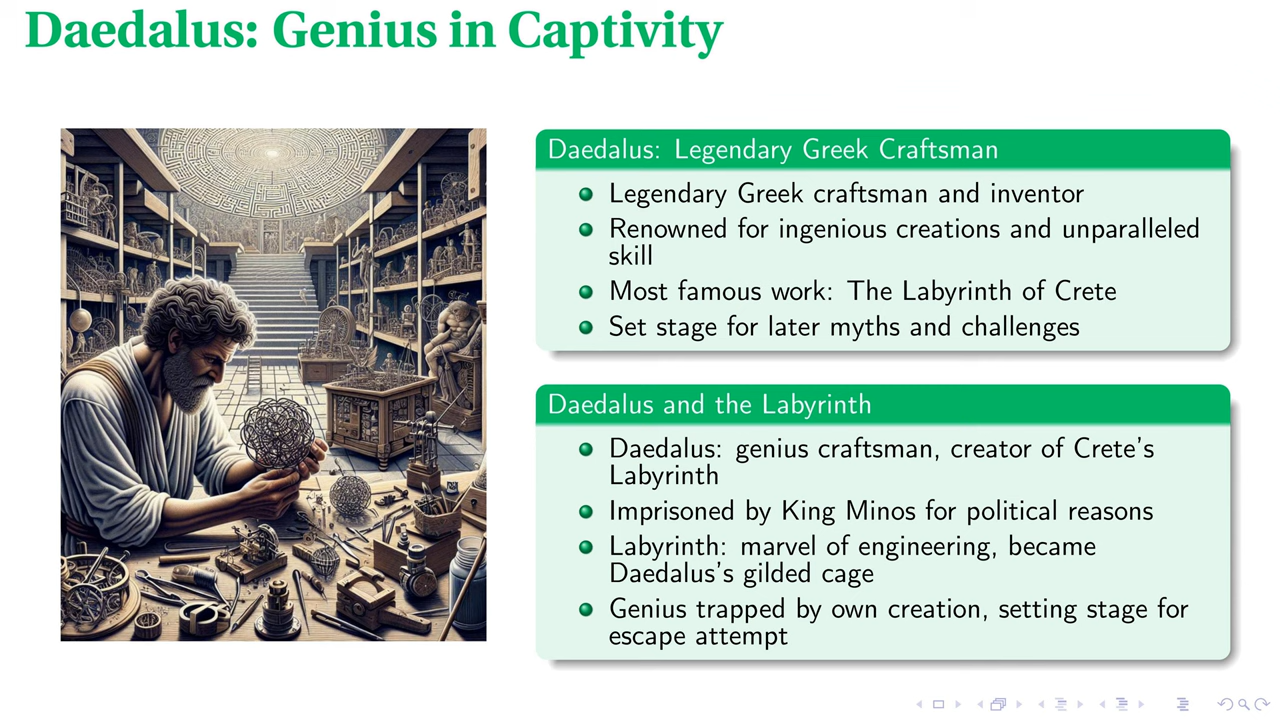 Daedalus: Genius in Captivity
Daedalus: Legendary Greek Craftsman
Legendary Greek craftsman and inventor
Renowned for ingenious creations and unparalleled
skill
Most famous work: The Labyrinth of Crete
Set stage for later myths and challenges
Daedalus and the Labyrinth
Daedalus: genius craftsman, creator of Crete's
Labyrinth
Imprisoned by King Minos for political reasons
Labyrinth: marvel of engineering, became
Daedalus's gilded cage
Genius trapped by own creation, setting stage for
escape attempt